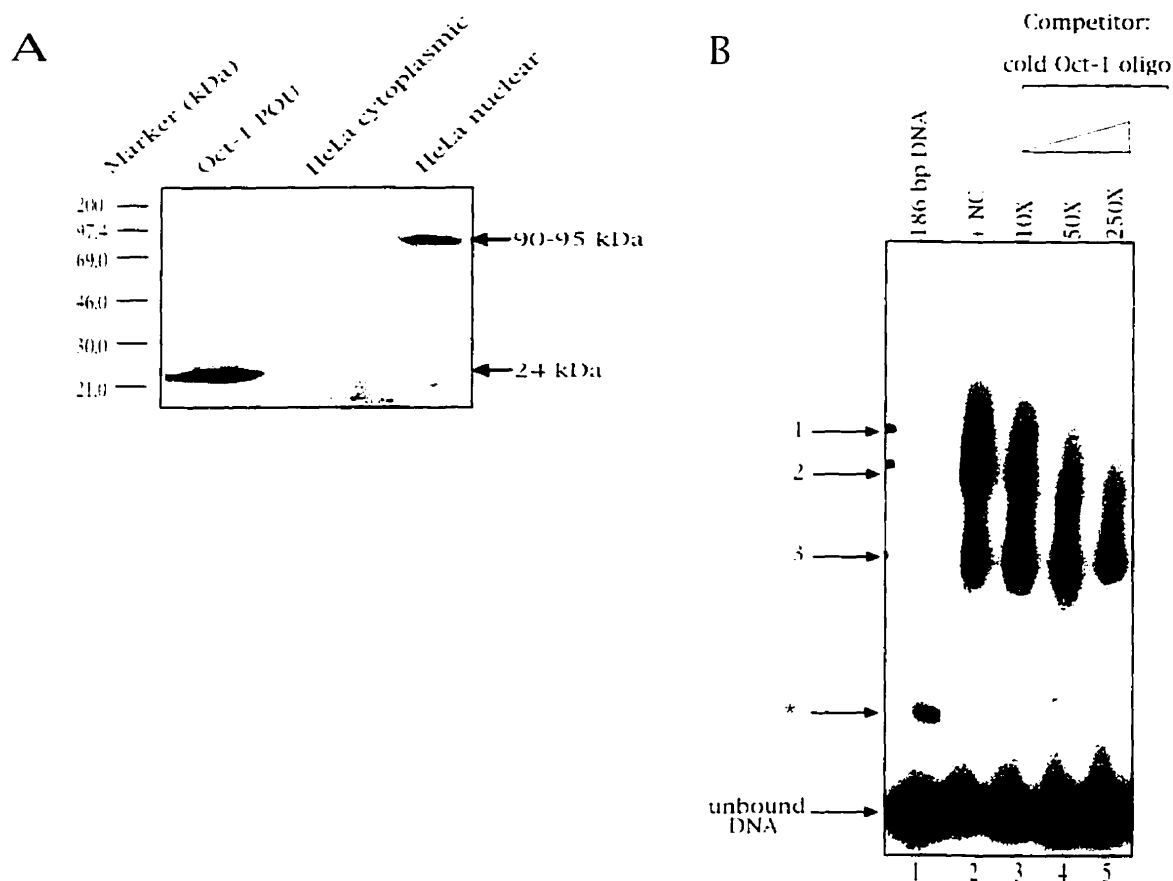 A
Marker (kDa)
Oct-1 POU
HeLa cytoplasmic
HeLa nuclear
200
97.4
69.0
46.0
30.0
21.0
90-95 kDa
24 kDa
B
Competitor:
cold Oct-1 oligo
186 bp DNA
+ NC
10X
50X
250X
1
2
3
*
unbound
DNA
1 2 3 4 5